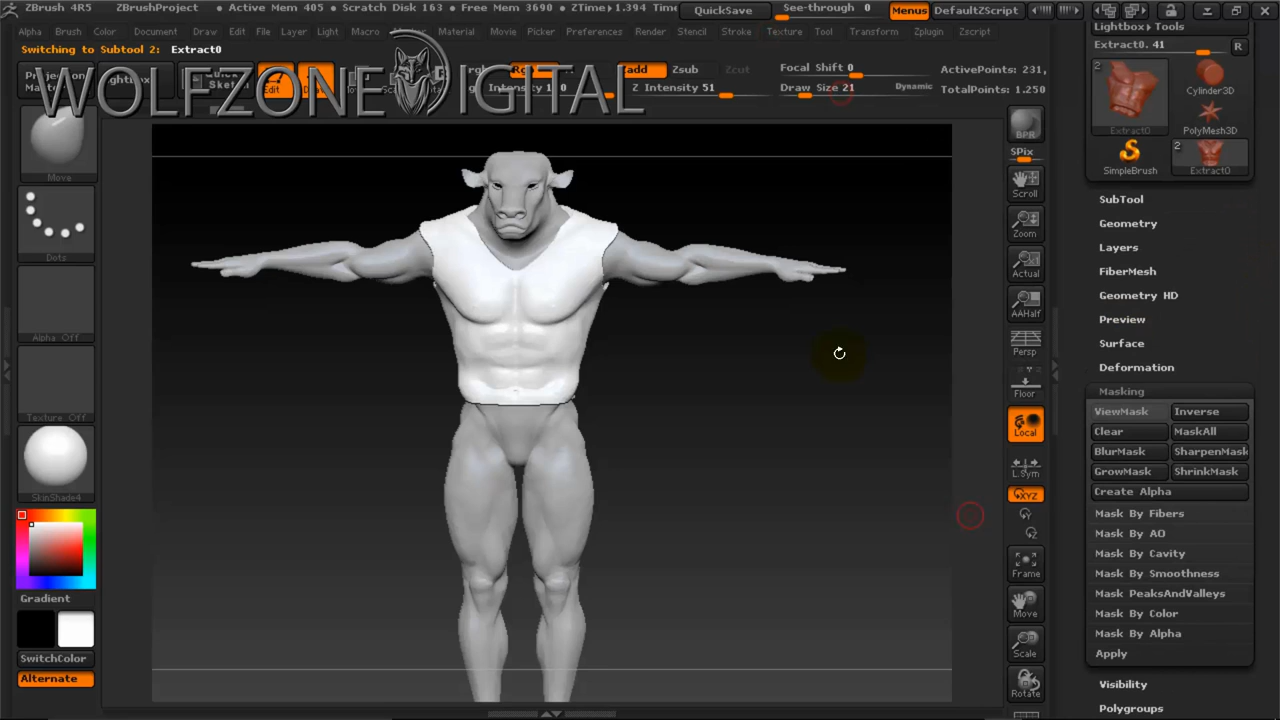 ZBrush 4R5 ZBrushProject • Active Mem 405 • Scratch Disk 163 • Free Mem 3690 • ZTime▸1.394 Time QuickSave See-through 0 Menus DefaultZScript
Alpha Brush Color Document Draw Edit File Layer Light Macro Material Movie Picker Preferences Render Stencil Stroke Texture Tool Transform Zplugin Zscript
Switching to Subtool 2: Extract0
WOLFZONE DIGITAL
Edit
Zadd Zsub Zcut
Z Intensity 51
Focal Shift 0
Draw Size 21 Dynamic
ActivePoints: 231,
TotalPoints: 1.250
Move
Dots
Alpha Off
Texture Off
SkinShade4
Gradient
SwitchColor
Alternate
BPR
SPix
Scroll
Zoom
Actual
AAHalf
Persp
Floor
Local
L.Sym
XYZ
Frame
Move
Scale
Rotate
Lightbox▸ Tools
Extract0. 41 R
2
Extract0
Cylinder3D
PolyMesh3D
SimpleBrush
2
Extract0
SubTool
Geometry
Layers
FiberMesh
Geometry HD
Preview
Surface
Deformation
Masking
ViewMask Inverse
Clear MaskAll
BlurMask SharpenMask
GrowMask ShrinkMask
Create Alpha
Mask By Fibers
Mask By AO
Mask By Cavity
Mask By Smoothness
Mask PeaksAndValleys
Mask By Color
Mask By Alpha
Apply
Visibility
Polygroups